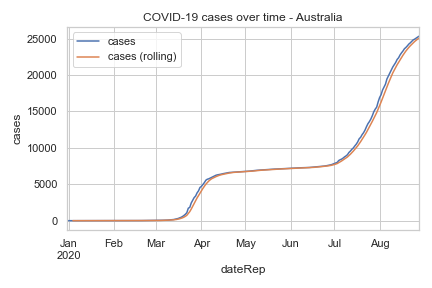 COVID-19 cases over time - Australia
cases
cases (rolling)
25000
20000
15000
10000
5000
0
cases
Jan Feb Mar Apr May Jun Jul Aug
2020
dateRep